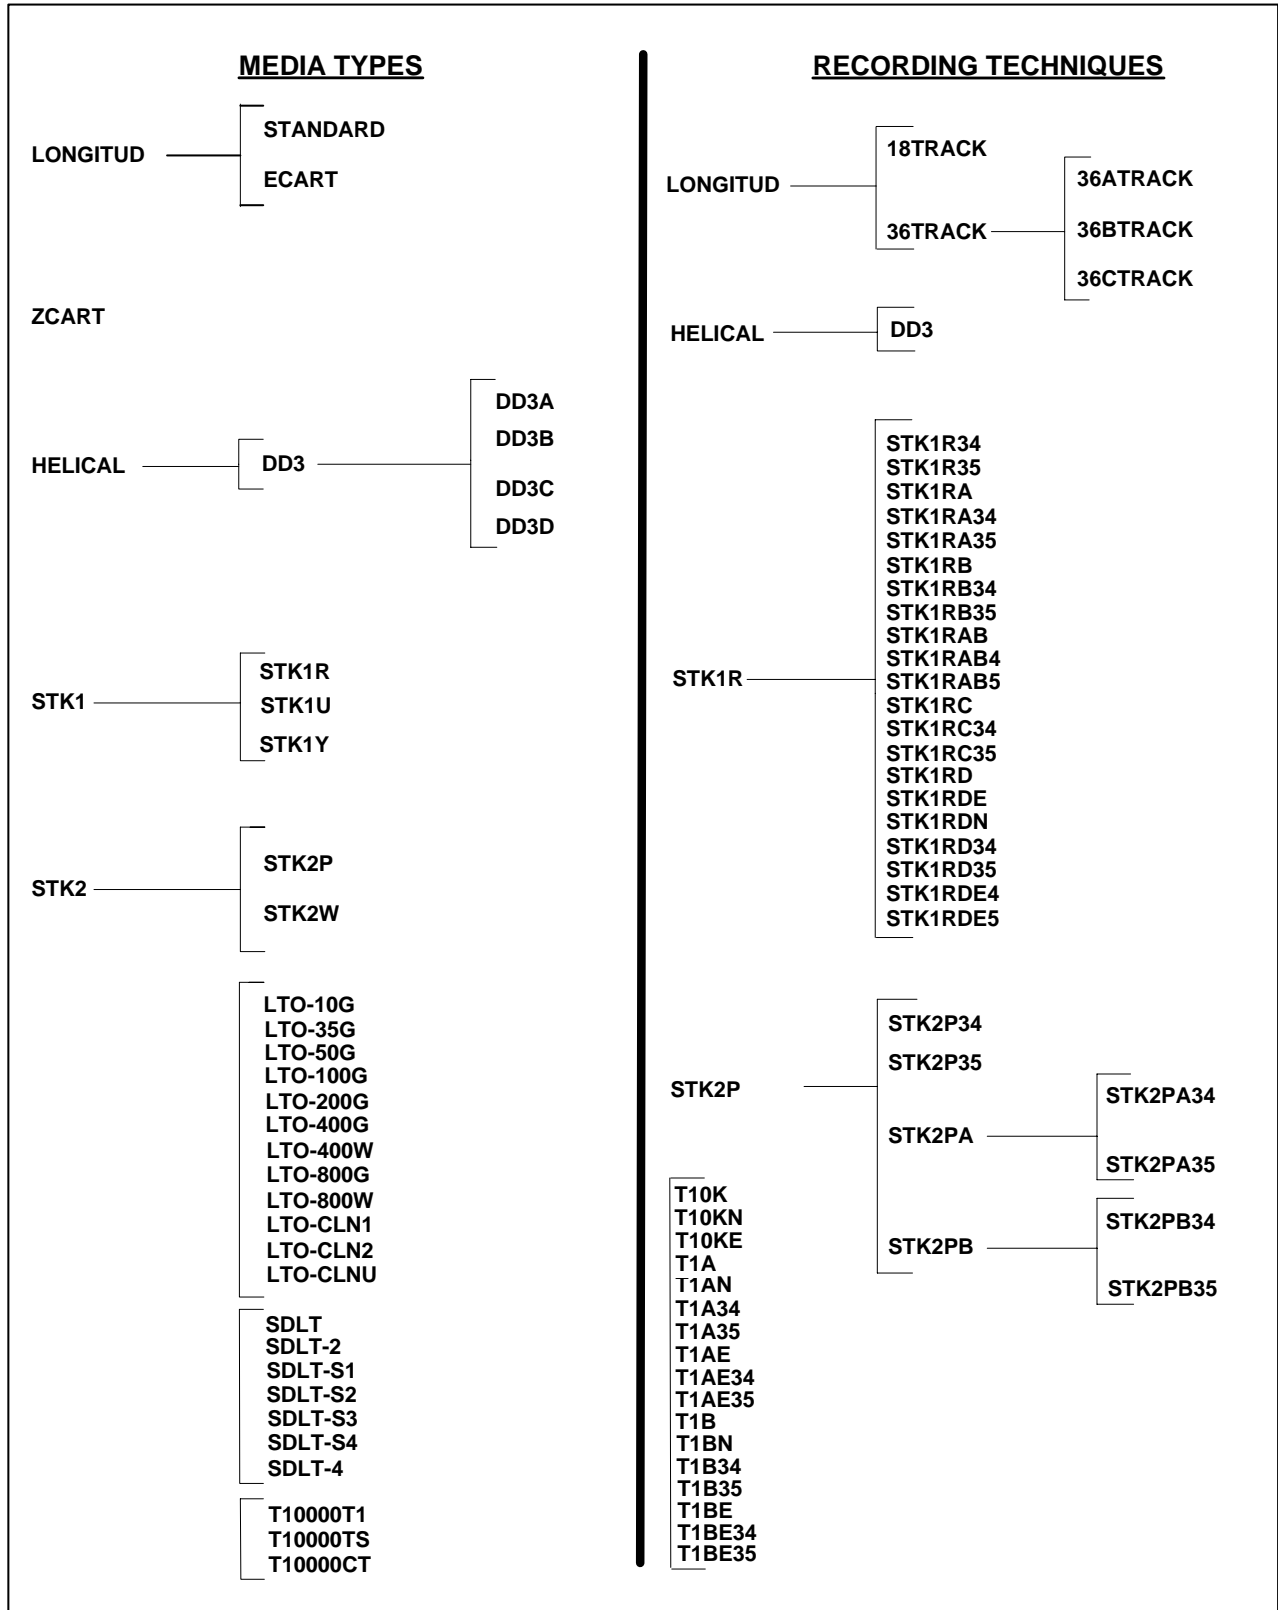 MEDIA TYPES
LONGITUD
STANDARD
ECART
ZCART
HELICAL
DD3
DD3A
DD3B
DD3C
DD3D
STK1
STK1R
STK1U
STK1Y
STK2
STK2P
STK2W
LTO-10G
LTO-35G
LTO-50G
LTO-100G
LTO-200G
LTO-400G
LTO-400W
LTO-800G
LTO-800W
LTO-CLN1
LTO-CLN2
LTO-CLNU
SDLT
SDLT-2
SDLT-S1
SDLT-S2
SDLT-S3
SDLT-S4
SDLT-4
T10000T1
T10000TS
T10000CT
RECORDING TECHNIQUES
LONGITUD
18TRACK
36TRACK
36ATRACK
36BTRACK
36CTRACK
HELICAL
DD3
STK1R
STK1R34
STK1R35
STK1RA
STK1RA34
STK1RA35
STK1RB
STK1RB34
STK1RB35
STK1RAB
STK1RAB4
STK1RAB5
STK1RC
STK1RC34
STK1RC35
STK1RD
STK1RDE
STK1RDN
STK1RD34
STK1RD35
STK1RDE4
STK1RDE5
STK2P
STK2P34
STK2P35
STK2PA
STK2PA34
STK2PA35
STK2PB
STK2PB34
STK2PB35
T10K
T10KN
T10KE
T1A
T1AN
T1A34
T1A35
T1AE
T1AE34
T1AE35
T1B
T1BN
T1B34
T1B35
T1BE
T1BE34
T1BE35